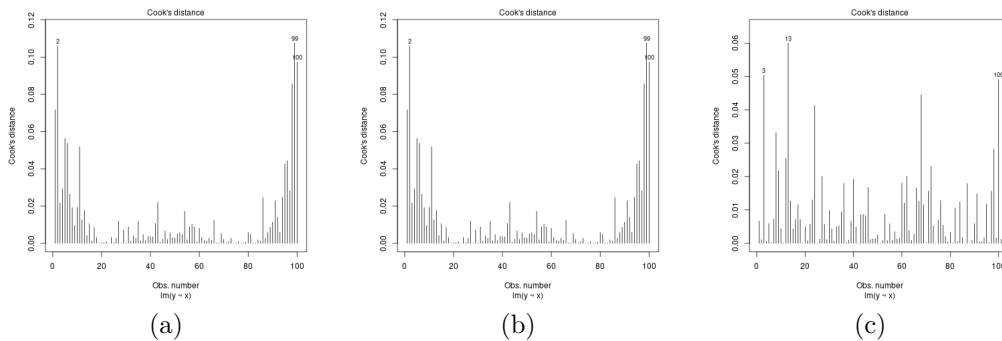 Cook's distance
Cook's distance
0.00
0.02
0.04
0.06
0.08
0.10
0.12
2
99
100
0 20 40 60 80 100
Obs. number
lm(y ~ x)
(a)
Cook's distance
Cook's distance
0.00
0.02
0.04
0.06
0.08
0.10
0.12
2
99
100
0 20 40 60 80 100
Obs. number
lm(y ~ x)
(b)
Cook's distance
Cook's distance
0.00
0.01
0.02
0.03
0.04
0.05
0.06
3
13
100
0 20 40 60 80 100
Obs. number
lm(y ~ x)
(c)